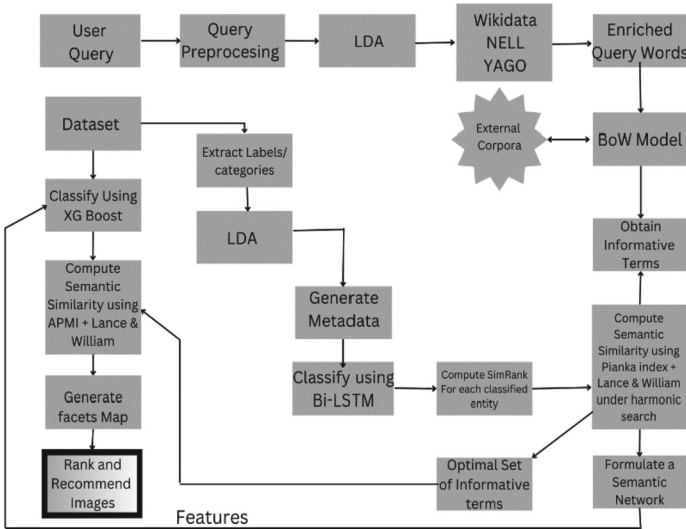 User
Query
Query
Preprocesing
LDA
Wikidata
NELL
YAGO
Enriched
Query Words
Dataset
Extract Labels/
categories
External
Corpora
BoW Model
Classify Using
XG Boost
LDA
Obtain
Informative
Terms
Compute
Semantic
Similarity using
APMI + Lance &
William
Generate
Metadata
Compute
Semantic
Similarity using
Pianka index +
Lance & William
under harmonic
search
Classify using
Bi-LSTM
Compute SimRank
For each classified
entity
Generate
facets Map
Rank and
Recommend
Images
Optimal Set
of Informative
terms
Formulate a
Semantic
Network
Features